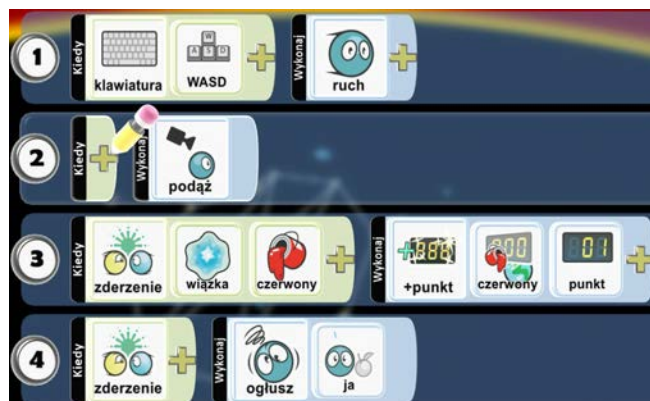 1 Kiedy klawiatura WASD Wykonaj ruch
W
A S D
2 Kiedy Wykonaj podąż
3 Kiedy zderzenie wiązka czerwony Wykonaj +punkt czerwony punkt
000
01
4 Kiedy zderzenie Wykonaj ogłusz ja